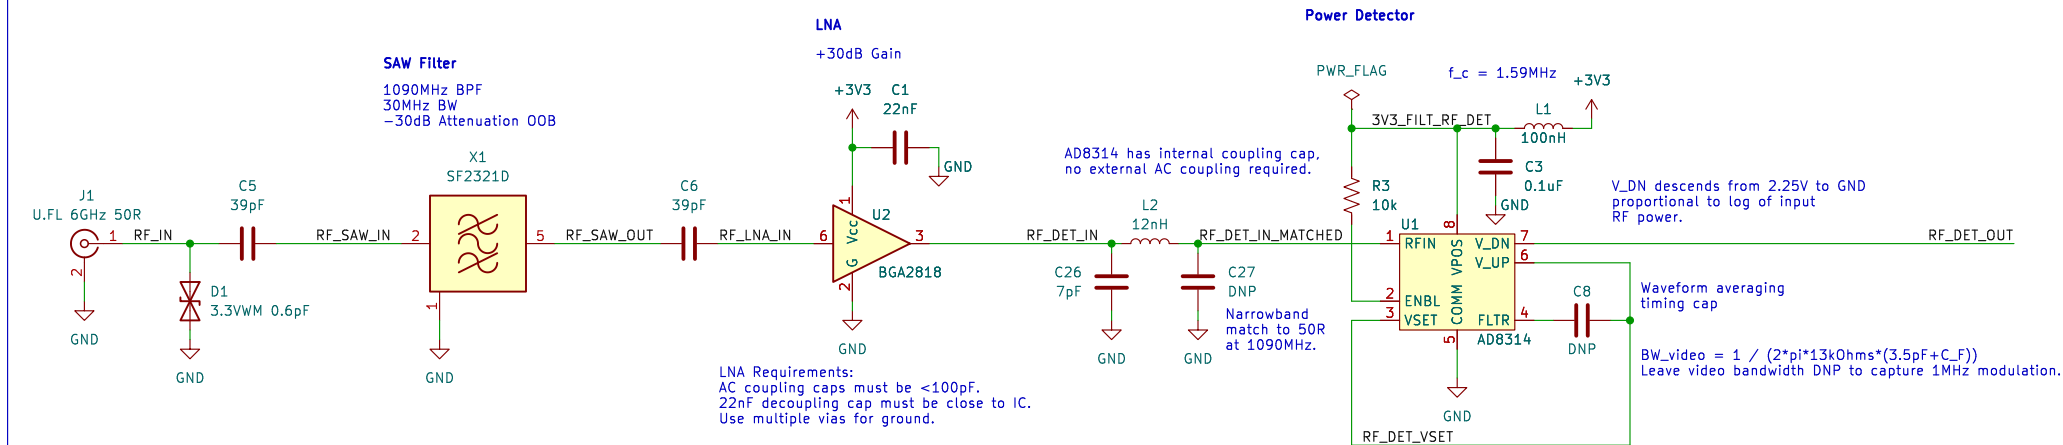 LNA
+30dB Gain
Power Detector
SAW Filter
1090MHz BPF
30MHz BW
-30dB Attenuation OOB
PWR_FLAG
f_c = 1.59MHz
+3V3
+3V3
C1
22nF
GND
3V3_FILT_RF_DET
L1
100nH
C3
0.1uF
GND
AD8314 has internal coupling cap,
no external AC coupling required.
R3
10k
V_DN descends from 2.25V to GND
proportional to log of input
RF power.
J1
U.FL 6GHz 50R
1
2
GND
RF_IN
D1
3.3VWM 0.6pF
GND
C5
39pF
RF_SAW_IN
X1
SF2321D
2
5
1
GND
RF_SAW_OUT
C6
39pF
RF_LNA_IN
6
1
Vcc
U2
3
G
2
BGA2818
GND
RF_DET_IN
L2
12nH
RF_DET_IN_MATCHED
C26
7pF
GND
C27
DNP
Narrowband
match to 50R
at 1090MHz.
GND
LNA Requirements:
AC coupling caps must be <100pF.
22nF decoupling cap must be close to IC.
Use multiple vias for ground.
U1
8
1
RFIN
VPOS
V_DN
7
V_UP
6
2
ENBL
3
VSET
COMM
FLTR
4
5
AD8314
GND
RF_DET_OUT
C8
DNP
Waveform averaging
timing cap
BW_video = 1 / (2*pi*13kOhms*(3.5pF+C_F))
Leave video bandwidth DNP to capture 1MHz modulation.
RF_DET_VSET